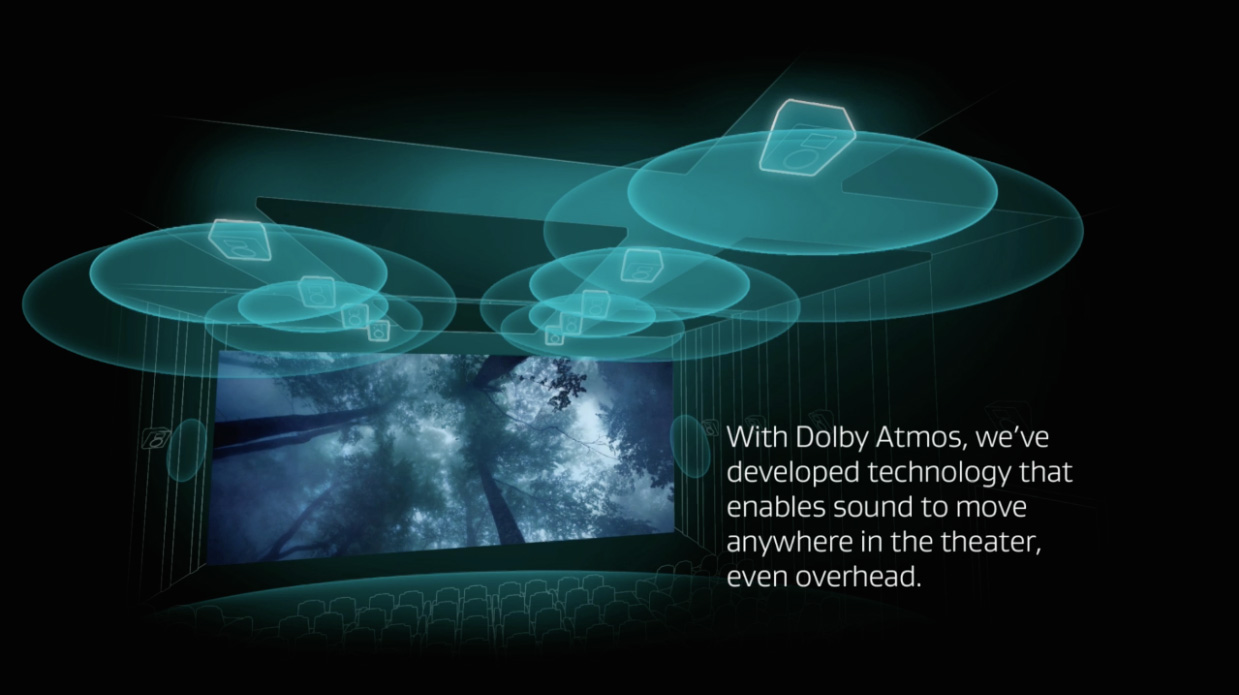 With Dolby Atmos, we've
developed technology that
enables sound to move
anywhere in the theater,
even overhead.